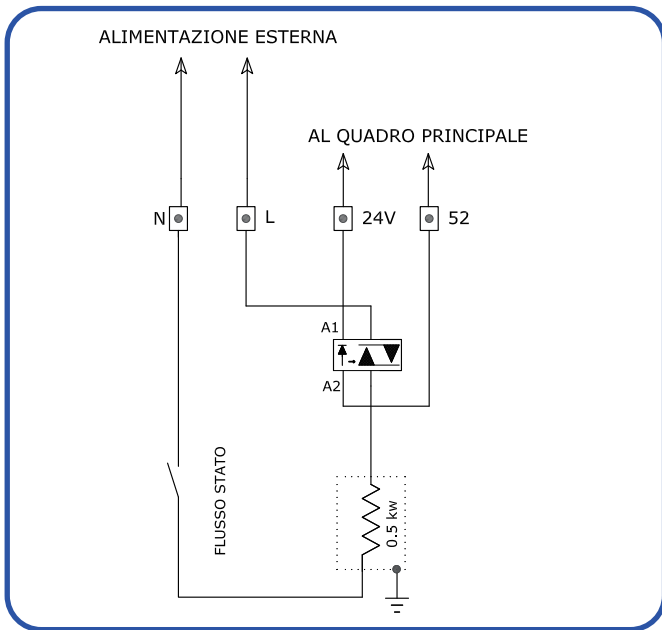 ALIMENTAZIONE ESTERNA
AL QUADRO PRINCIPALE
N
L
24V
52
A1
A2
FLUSSO STATO
0.5 kw